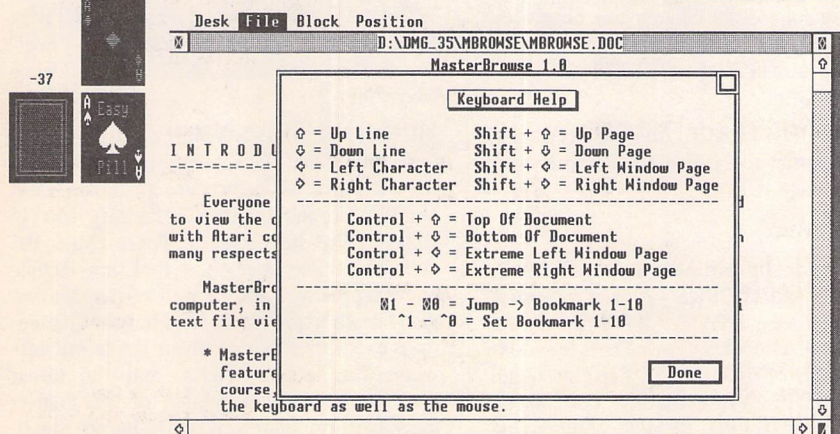 Desk File Block Position
D:\DMG_35\MBROWSE\MBROWSE.DOC
MasterBrowse 1.0
-37
A Easy
Pill
Keyboard Help
⇧ = Up Line Shift + ⇧ = Up Page
⇩ = Down Line Shift + ⇩ = Down Page
⇦ = Left Character Shift + ⇦ = Left Window Page
⇨ = Right Character Shift + ⇨ = Right Window Page
Control + ⇧ = Top Of Document
Control + ⇩ = Bottom Of Document
Control + ⇦ = Extreme Left Window Page
Control + ⇨ = Extreme Right Window Page
1 - 0 = Jump -> Bookmark 1-10
^1 - ^0 = Set Bookmark 1-10
Done
I N T R O D U
Everyone
to view the
with Atari
many respects
MasterBro
computer, in
text file vie
* Master
feature
course,
the keyboard as well as the mouse.